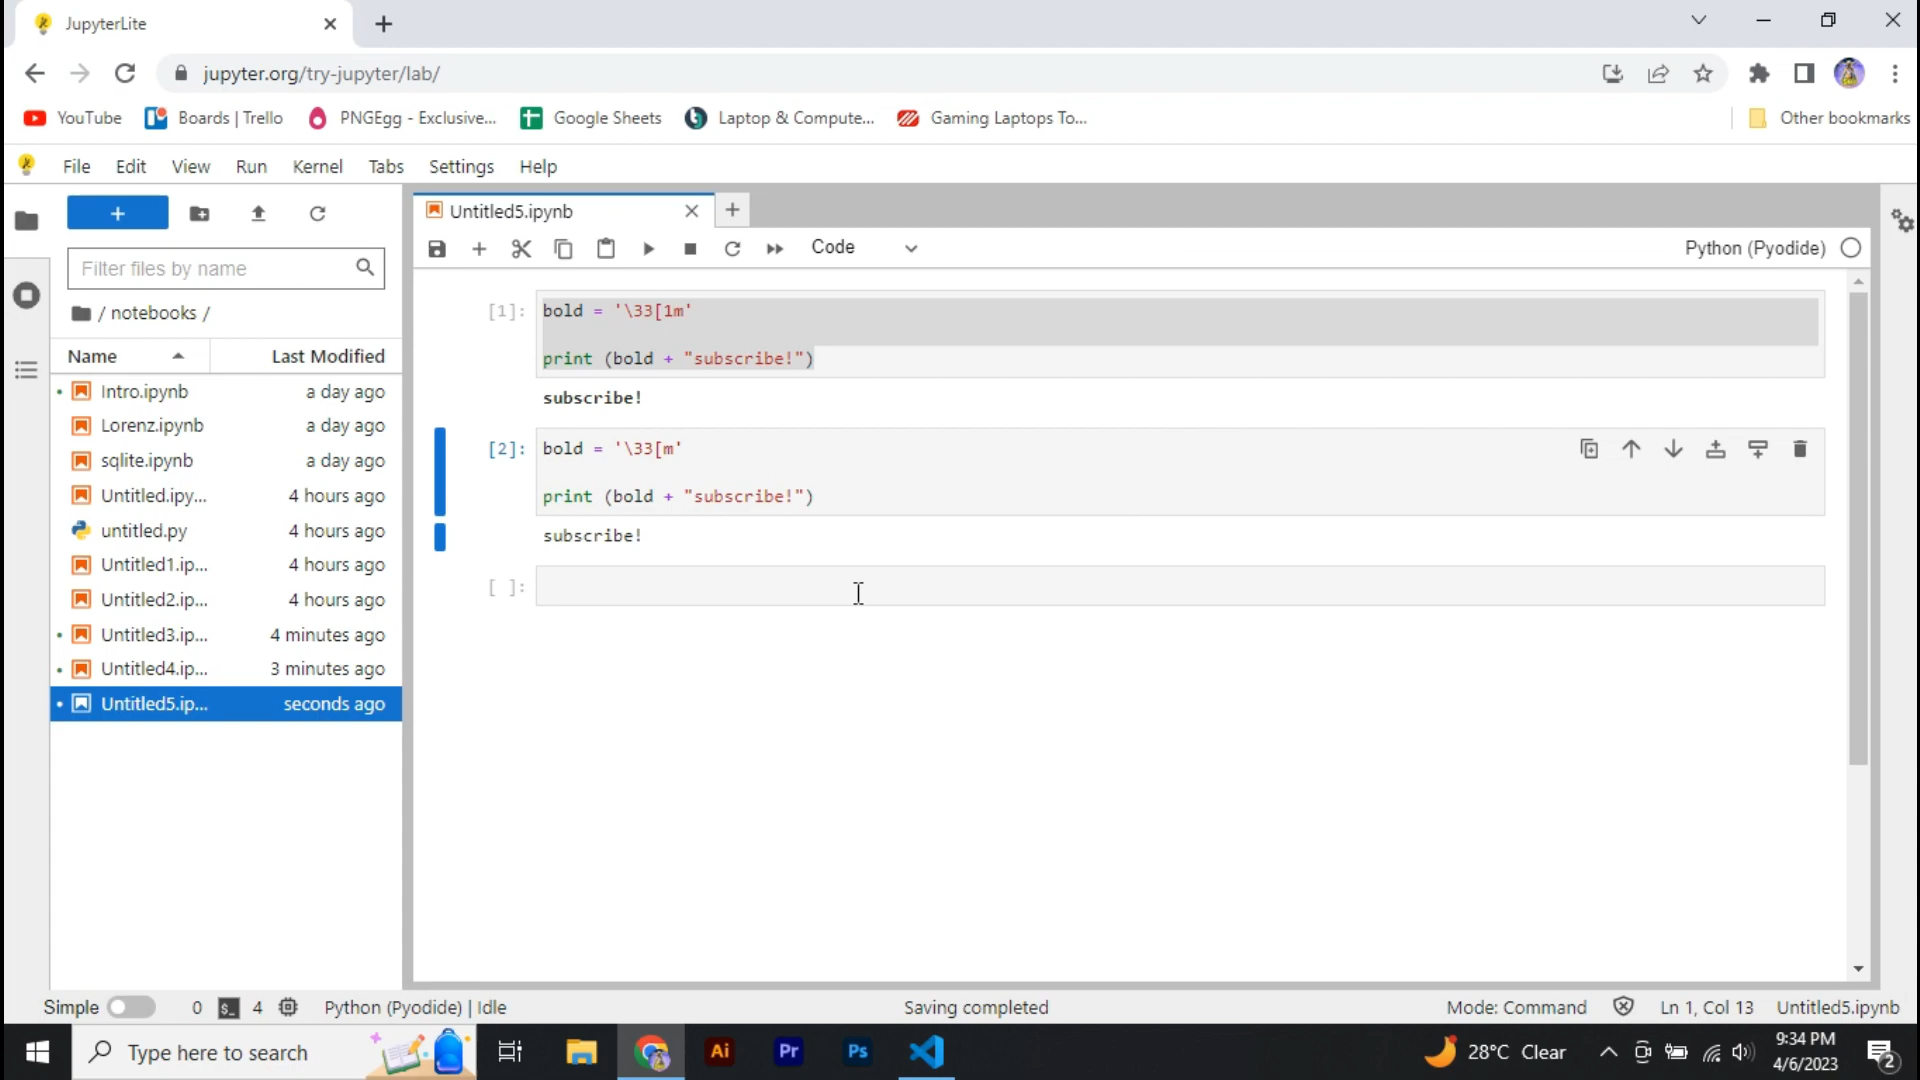 JupyterLite
jupyter.org/try-jupyter/lab/
YouTube Boards | Trello PNGEgg - Exclusive... Google Sheets Laptop & Compute... Gaming Laptops To... Other bookmarks
File Edit View Run Kernel Tabs Settings Help
+
Untitled5.ipynb
Filter files by name
Code
Python (Pyodide)
/ notebooks /
Name Last Modified
Intro.ipynb a day ago
Lorenz.ipynb a day ago
sqlite.ipynb a day ago
Untitled.ipy... 4 hours ago
untitled.py 4 hours ago
Untitled1.ip... 4 hours ago
Untitled2.ip... 4 hours ago
Untitled3.ip... 4 minutes ago
Untitled4.ip... 3 minutes ago
Untitled5.ip... seconds ago
[1]: bold = '\33[1m'
print (bold + "subscribe!")
subscribe!
[2]: bold = '\33[m'
print (bold + "subscribe!")
subscribe!
[ ]:
Simple 0 $_ 4 Python (Pyodide) | Idle Saving completed Mode: Command Ln 1, Col 13 Untitled5.ipynb
Type here to search Ai Pr Ps 28°C Clear 9:34 PM
4/6/2023 2